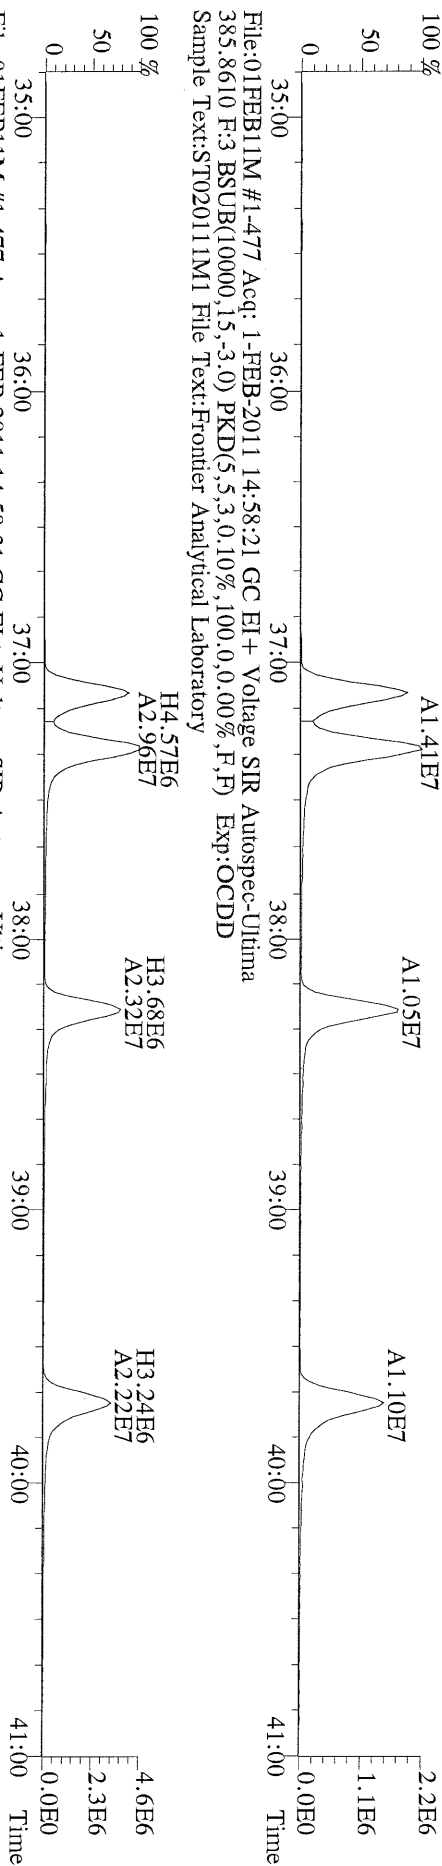 100 %
A1.41E7
2.2E6
A1.05E7
A1.10E7
50
1.1E6
0
0.0E0
35:00
36:00
37:00
38:00
39:00
40:00
41:00
Time
File:01FEB11M #1-477 Acq: 1-FEB-2011 14:58:21 GC EI+ Voltage SIR Autospec-Ultima
385.8610 F:3 BSUB(10000,15,-3.0) PKD(5,5,3,0.10%,100.0,0.00%,F,F) Exp:OCDD
Sample Text:ST020111M1 File Text:Frontier Analytical Laboratory
100 %
H4.57E6
A2.96E7
H3.68E6
A2.32E7
H3.24E6
A2.22E7
4.6E6
50
2.3E6
0
0.0E0
35:00
36:00
37:00
38:00
39:00
40:00
41:00
Time